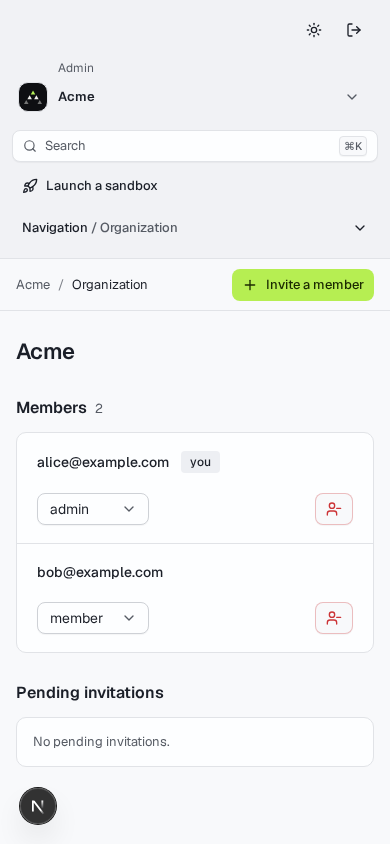 Admin
Acme
Search ⌘K
Launch a sandbox
Navigation / Organization
Acme / Organization
Invite a member
Acme
Members 2
alice@example.com you
admin
bob@example.com
member
Pending invitations
No pending invitations.
N